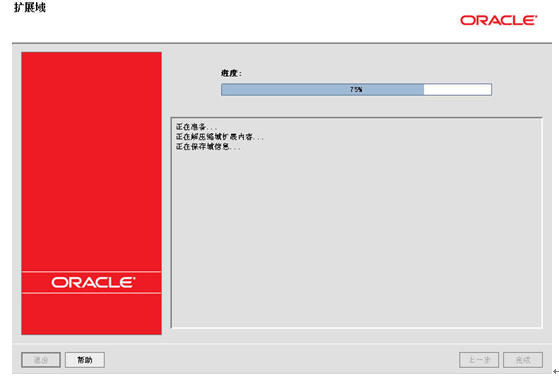 扩展域
ORACLE
进度：
75%
正在准备...
正在解压缩域扩展内容...
正在保存域信息...
ORACLE
退出 帮助 上一步 完成